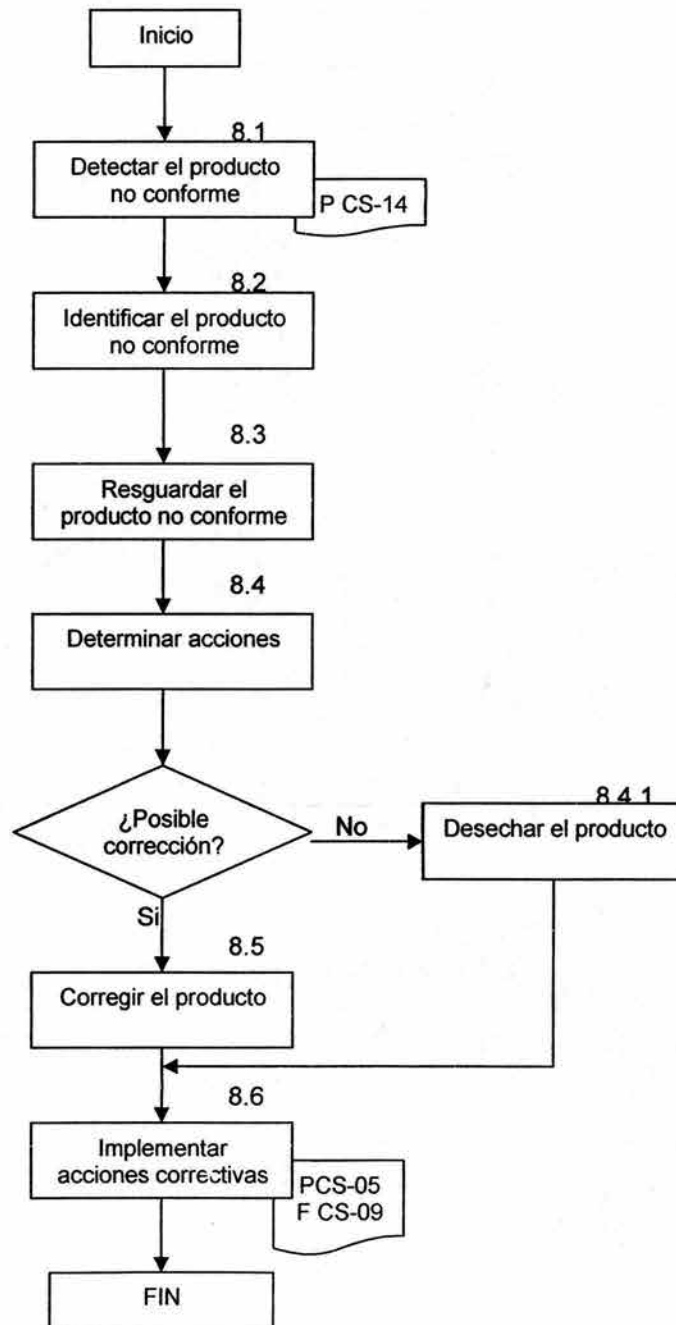 Inicio
8.1
Detectar el producto
no conforme
P CS-14
8.2
Identificar el producto
no conforme
8.3
Resguardar el
producto no conforme
8.4
Determinar acciones
¿Posible
corrección?
No
8.4.1
Desechar el producto
Si
8.5
Corregir el producto
8.6
Implementar
acciones correctivas
PCS-05
F CS-09
FIN